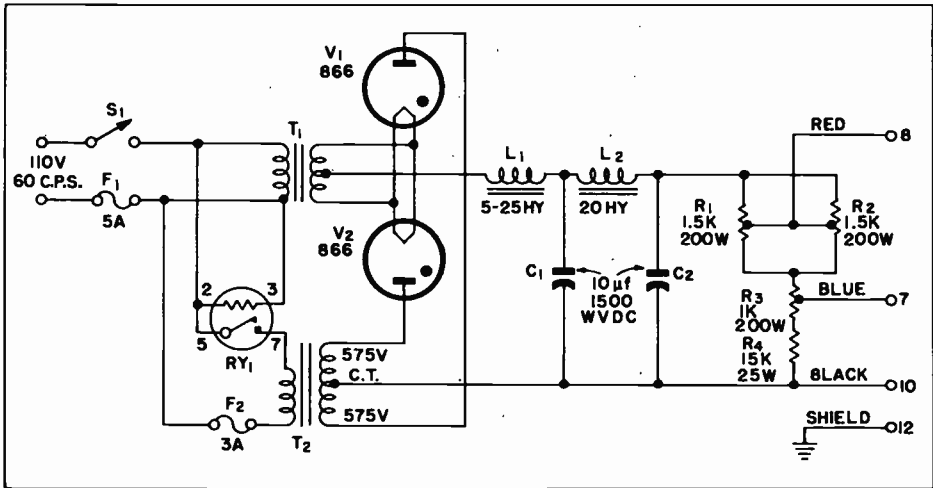 S1
110V
60 C.P.S.
F1
5A
T1
V1
866
V2
866
2
3
5
7
RY1
F2
3A
T2
575V
C.T.
575V
L1
5-25HY
L2
20HY
C1
10 µf
1500
WVDC
C2
R1
1.5K
200W
R2
1.5K
200W
R3
1K
200W
R4
15K
25W
RED
8
BLUE
7
BLACK
10
SHIELD
12